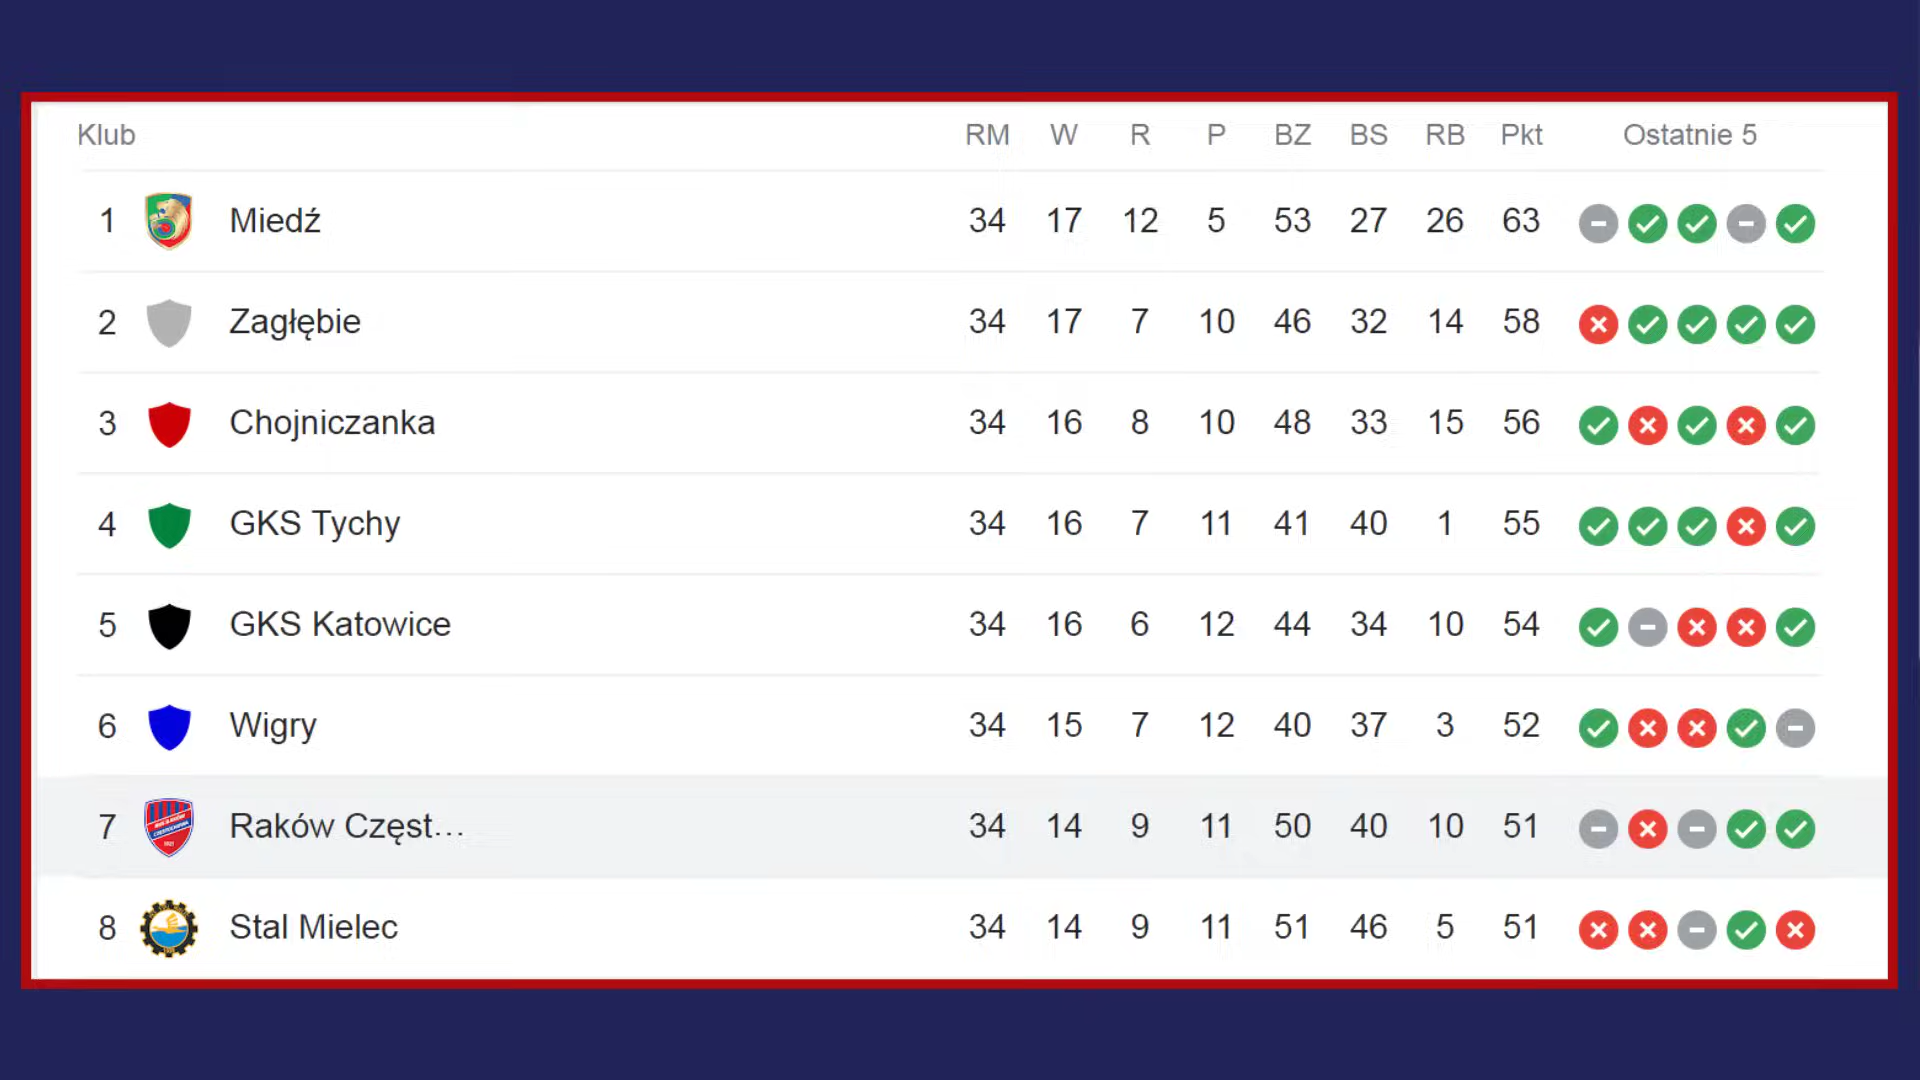 Klub RM W R P BZ BS RB Pkt Ostatnie 5
1 Miedź 34 17 12 5 53 27 26 63
2 Zagłębie 34 17 7 10 46 32 14 58
3 Chojniczanka 34 16 8 10 48 33 15 56
4 GKS Tychy 34 16 7 11 41 40 1 55
5 GKS Katowice 34 16 6 12 44 34 10 54
6 Wigry 34 15 7 12 40 37 3 52
7 Raków Częst... 34 14 9 11 50 40 10 51
8 Stal Mielec 34 14 9 11 51 46 5 51